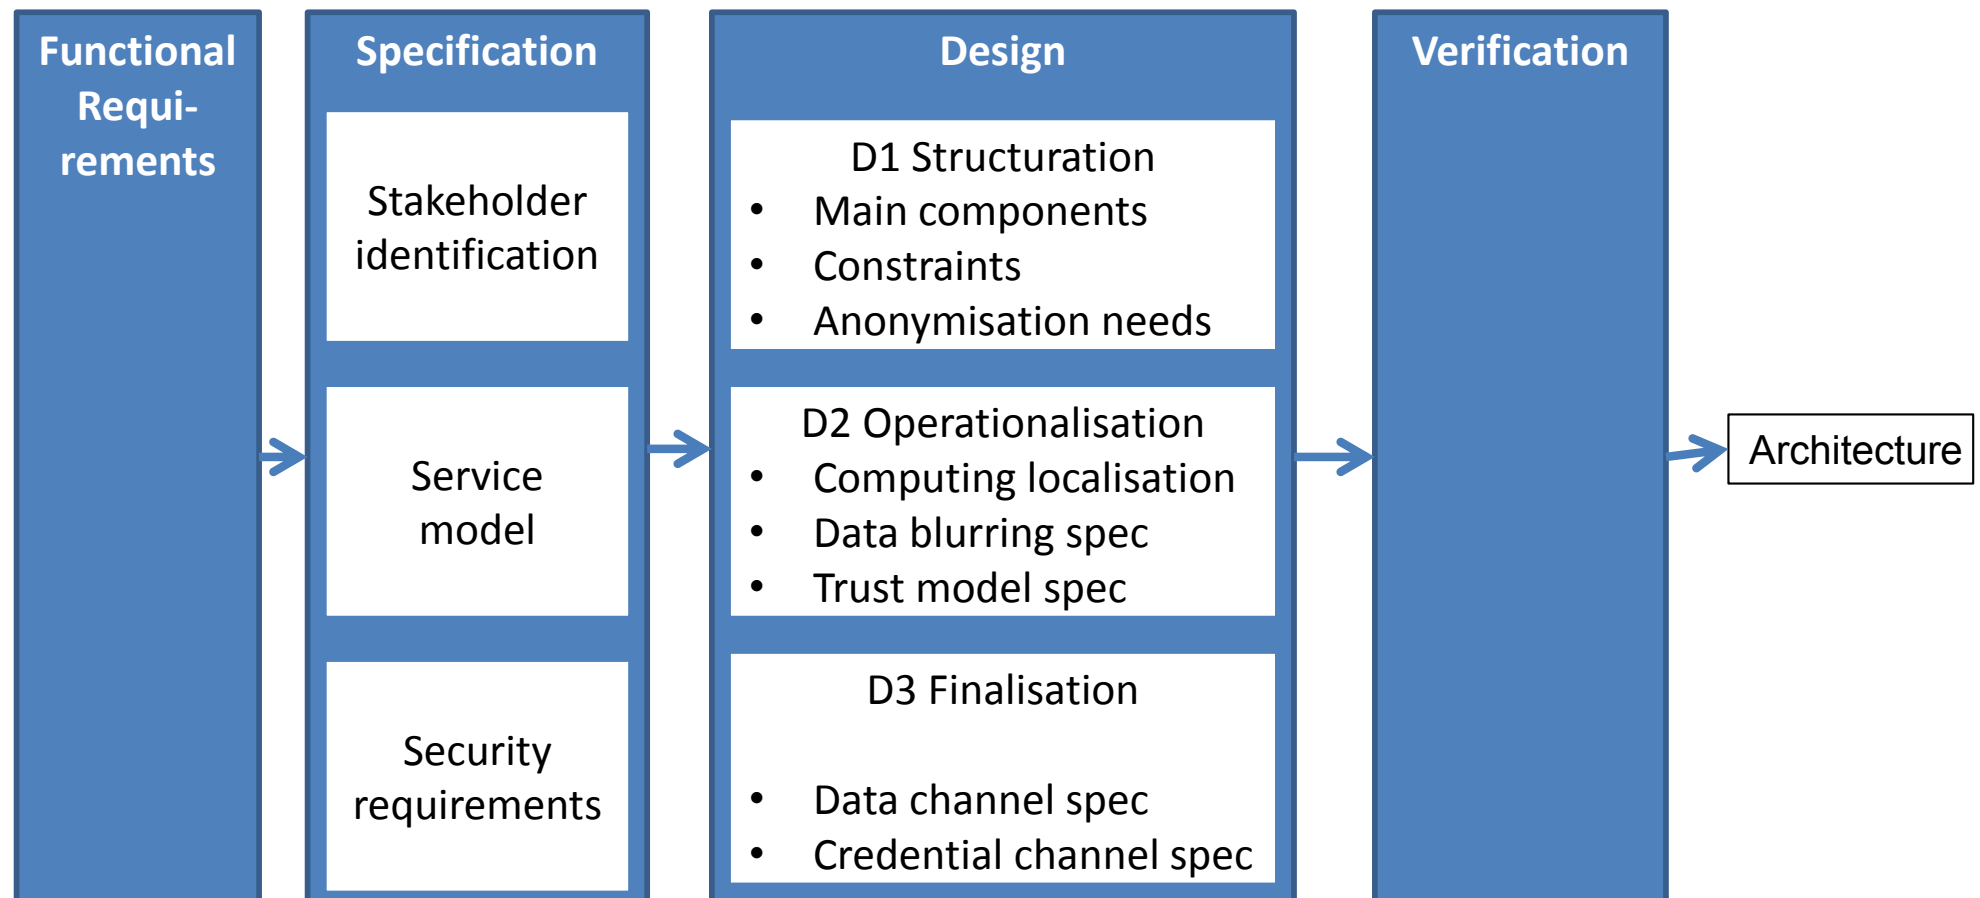 Functional
Requi-
rements
Specification
Stakeholder
identification
Service
model
Security
requirements
Design
D1 Structuration
• Main components
• Constraints
• Anonymisation needs
D2 Operationalisation
• Computing localisation
• Data blurring spec
• Trust model spec
D3 Finalisation
• Data channel spec
• Credential channel spec
Verification
Architecture